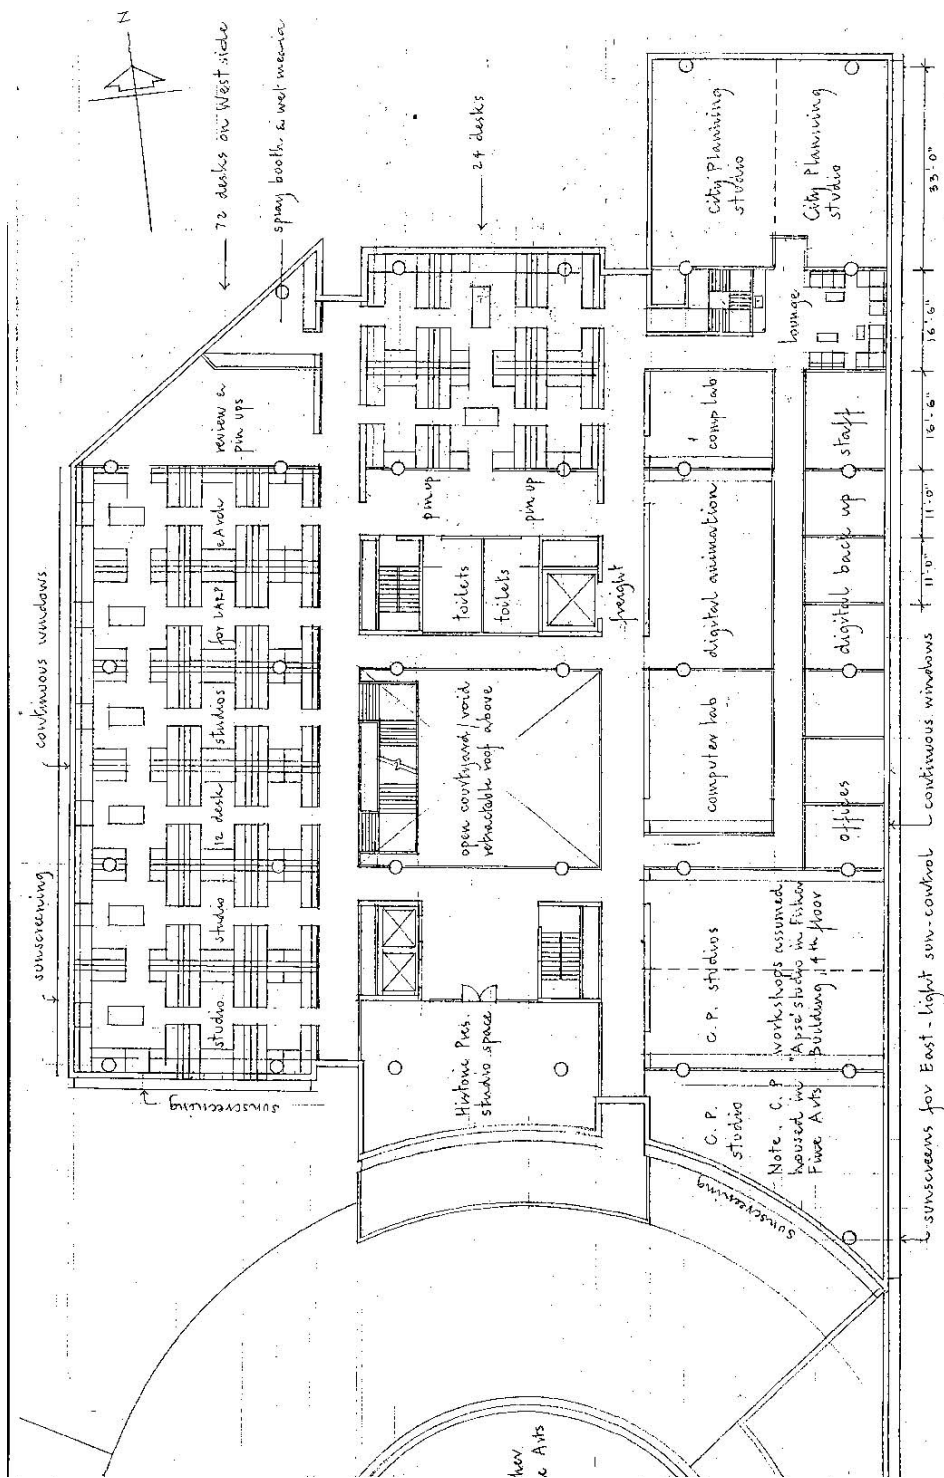 N
72 desks on West side
spray booth & wet media
24 desks
City Planning
studio
City Planning
studio
33'·0"
lounge
16'·6"
16'·6"
11'·0"
11'·0"
review &
pin ups
comp lab
staff
pin up
pin up
continuous windows
studio studio 12 desk studios for LARP & Arch
toilets
toilets
freight
digital animation
digital back up
sunscreening
open courtyard/void
retractable roof above
computer lab
offices
continuous windows
C.P. studios
workshops assumed
"Apse" studio in Fisher
Building, 4th floor
Historic Pres.
studio space
sunscreening
C.P.
studio
Note. C.P
housed in
Fine Arts
sunscreening
sunscreens for East-light sun-control
Arts